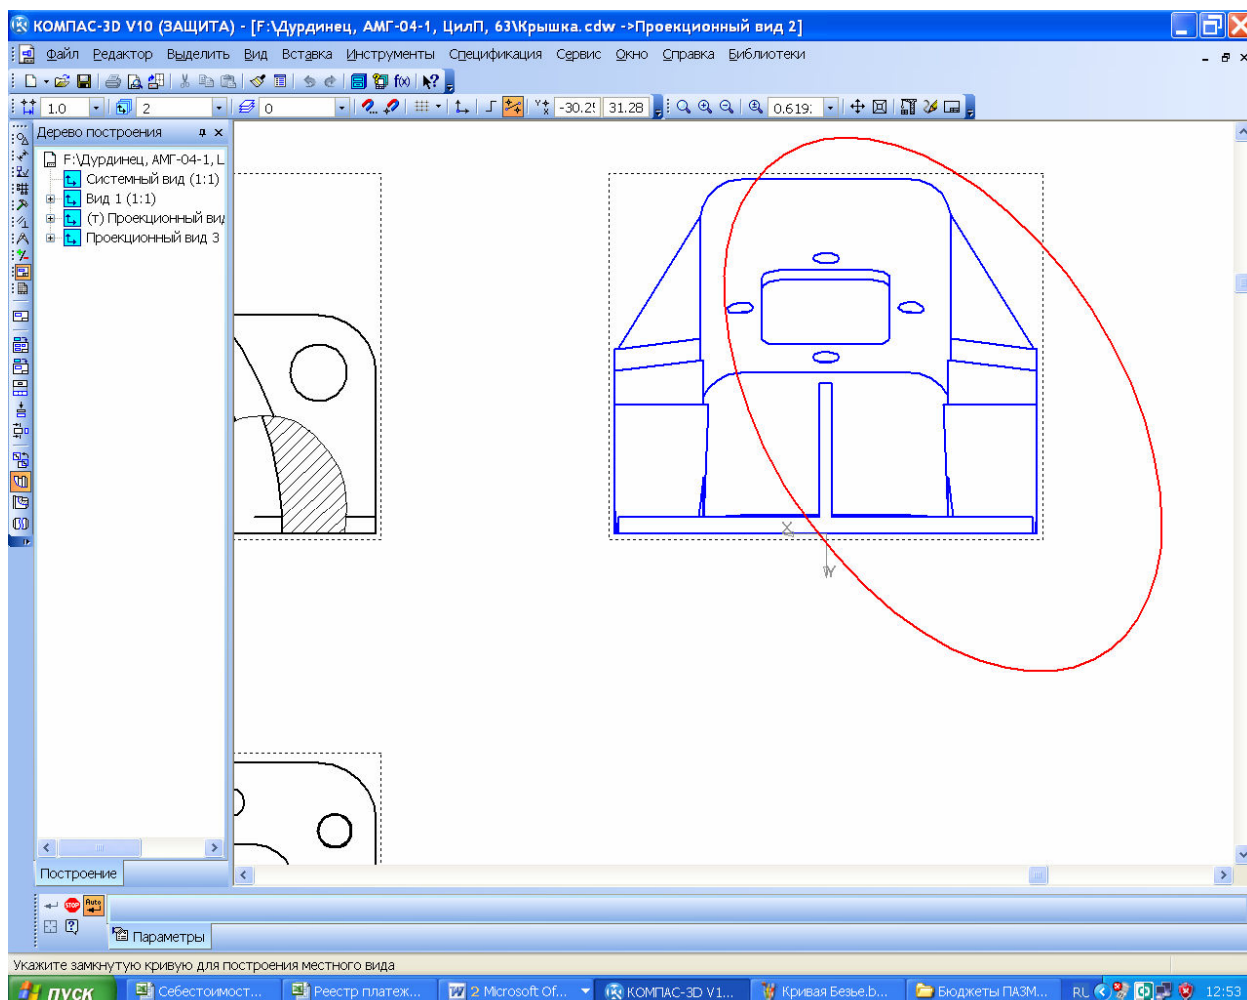 КОМПАС-3D V10 (ЗАЩИТА) - [F:\Дурдинец, АМГ-04-1, ЦилП, 63\Крышка.cdw ->Проекционный вид 2]
Файл Редактор Выделить Вид Вставка Инструменты Спецификация Сервис Окно Справка Библиотеки
f(x)
1.0 2 0 -30.2 31.28 0.619
Дерево построения
F:\Дурдинец, АМГ-04-1, L
Системный вид (1:1)
Вид 1 (1:1)
(т) Проекционный вид
Проекционный вид 3
X
Y
Построение
STOP Auto
Параметры
Укажите замкнутую кривую для построения местного вида
пуск Себестоимост... Реестр платеж... 2 Microsoft Of... КОМПАС-3D V1... Кривая Безье.b... Бюджеты ПАЗМ... RU 12:53